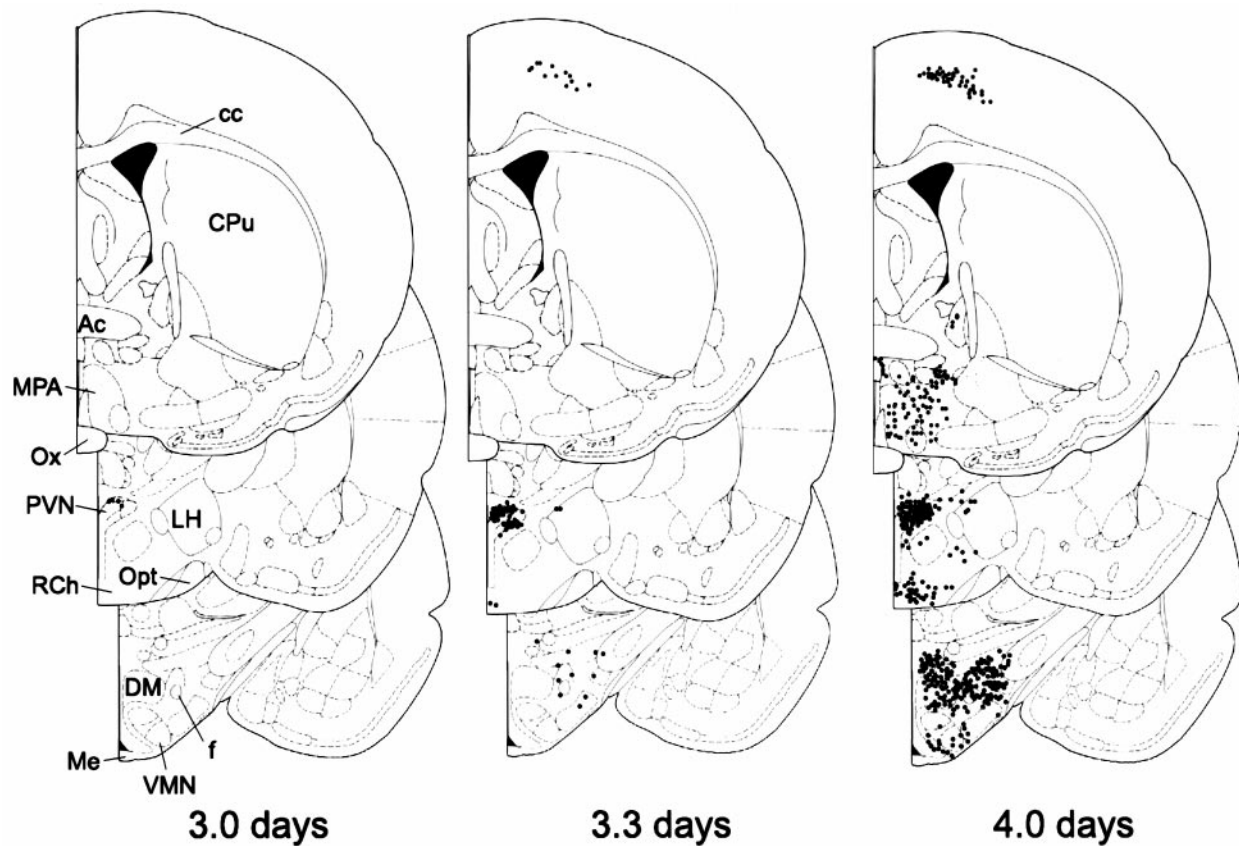 cc
CPu
Ac
MPA
Ox
PVN
LH
Opt
RCh
DM
f
Me
VMN
3.0 days
3.3 days
4.0 days